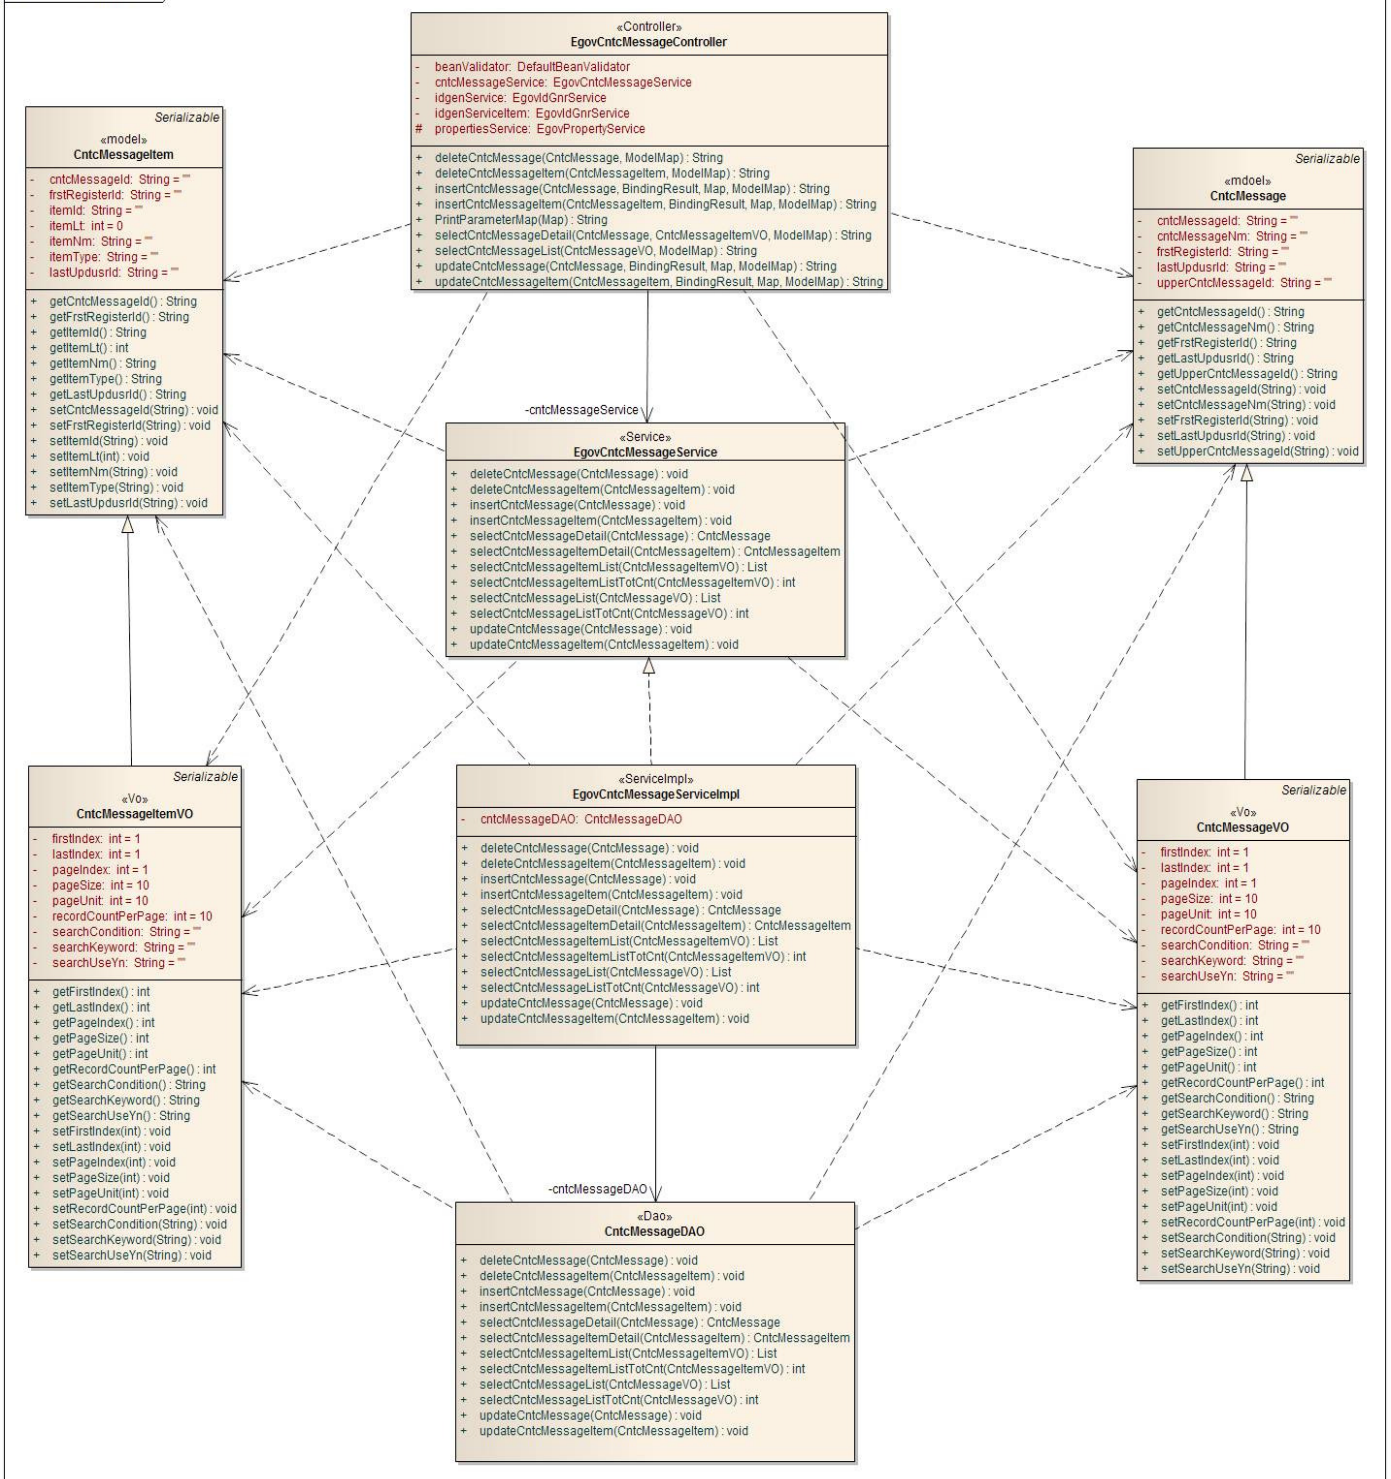 «Controller»
EgovCntcMessageController
- beanValidator: DefaultBeanValidator
- cntcMessageService: EgovCntcMessageService
- idgenService: EgovIdGnrService
- idgenServiceItem: EgovIdGnrService
# propertiesService: EgovPropertyService
+ deleteCntcMessage(CntcMessage, ModelMap) : String
+ deleteCntcMessageItem(CntcMessageItem, ModelMap) : String
+ insertCntcMessage(CntcMessage, BindingResult, Map, ModelMap) : String
+ insertCntcMessageItem(CntcMessageItem, BindingResult, Map, ModelMap) : String
+ PrintParameterMap(Map) : String
+ selectCntcMessageDetail(CntcMessage, CntcMessageItemVO, ModelMap) : String
+ selectCntcMessageList(CntcMessageVO, ModelMap) : String
+ updateCntcMessage(CntcMessage, BindingResult, Map, ModelMap) : String
+ updateCntcMessageItem(CntcMessageItem, BindingResult, Map, ModelMap) : String
Serializable
«model»
CntcMessageItem
- cntcMessageId: String = ""
- frstRegisterId: String = ""
- itemId: String = ""
- itemLt: int = 0
- itemNm: String = ""
- itemType: String = ""
- lastUpdusrId: String = ""
+ getCntcMessageId() : String
+ getFrstRegisterId() : String
+ getItemId() : String
+ getItemLt() : int
+ getItemNm() : String
+ getItemType() : String
+ getLastUpdusrId() : String
+ setCntcMessageId(String) : void
+ setFrstRegisterId(String) : void
+ setItemId(String) : void
+ setItemLt(int) : void
+ setItemNm(String) : void
+ setItemType(String) : void
+ setLastUpdusrId(String) : void
Serializable
«mdoel»
CntcMessage
- cntcMessageId: String = ""
- cntcMessageNm: String = ""
- frstRegisterId: String = ""
- lastUpdusrId: String = ""
- upperCntcMessageId: String = ""
+ getCntcMessageId() : String
+ getCntcMessageNm() : String
+ getFrstRegisterId() : String
+ getLastUpdusrId() : String
+ getUpperCntcMessageId() : String
+ setCntcMessageId(String) : void
+ setCntcMessageNm(String) : void
+ setFrstRegisterId(String) : void
+ setLastUpdusrId(String) : void
+ setUpperCntcMessageId(String) : void
-cntcMessageService
«Service»
EgovCntcMessageService
+ deleteCntcMessage(CntcMessage) : void
+ deleteCntcMessageItem(CntcMessageItem) : void
+ insertCntcMessage(CntcMessage) : void
+ insertCntcMessageItem(CntcMessageItem) : void
+ selectCntcMessageDetail(CntcMessage) : CntcMessage
+ selectCntcMessageItemDetail(CntcMessageItem) : CntcMessageItem
+ selectCntcMessageItemList(CntcMessageItemVO) : List
+ selectCntcMessageItemListTotCnt(CntcMessageItemVO) : int
+ selectCntcMessageList(CntcMessageVO) : List
+ selectCntcMessageListTotCnt(CntcMessageVO) : int
+ updateCntcMessage(CntcMessage) : void
+ updateCntcMessageItem(CntcMessageItem) : void
Serializable
«Vo»
CntcMessageItemVO
- firstIndex: int = 1
- lastIndex: int = 1
- pageIndex: int = 1
- pageSize: int = 10
- pageUnit: int = 10
- recordCountPerPage: int = 10
- searchCondition: String = ""
- searchKeyword: String = ""
- searchUseYn: String = ""
+ getFirstIndex() : int
+ getLastIndex() : int
+ getPageIndex() : int
+ getPageSize() : int
+ getPageUnit() : int
+ getRecordCountPerPage() : int
+ getSearchCondition() : String
+ getSearchKeyword() : String
+ getSearchUseYn() : String
+ setFirstIndex(int) : void
+ setLastIndex(int) : void
+ setPageIndex(int) : void
+ setPageSize(int) : void
+ setPageUnit(int) : void
+ setRecordCountPerPage(int) : void
+ setSearchCondition(String) : void
+ setSearchKeyword(String) : void
+ setSearchUseYn(String) : void
«ServiceImpl»
EgovCntcMessageServiceImpl
- cntcMessageDAO: CntcMessageDAO
+ deleteCntcMessage(CntcMessage) : void
+ deleteCntcMessageItem(CntcMessageItem) : void
+ insertCntcMessage(CntcMessage) : void
+ insertCntcMessageItem(CntcMessageItem) : void
+ selectCntcMessageDetail(CntcMessage) : CntcMessage
+ selectCntcMessageItemDetail(CntcMessageItem) : CntcMessageItem
+ selectCntcMessageItemList(CntcMessageItemVO) : List
+ selectCntcMessageItemListTotCnt(CntcMessageItemVO) : int
+ selectCntcMessageList(CntcMessageVO) : List
+ selectCntcMessageListTotCnt(CntcMessageVO) : int
+ updateCntcMessage(CntcMessage) : void
+ updateCntcMessageItem(CntcMessageItem) : void
Serializable
«Vo»
CntcMessageVO
- firstIndex: int = 1
- lastIndex: int = 1
- pageIndex: int = 1
- pageSize: int = 10
- pageUnit: int = 10
- recordCountPerPage: int = 10
- searchCondition: String = ""
- searchKeyword: String = ""
- searchUseYn: String = ""
+ getFirstIndex() : int
+ getLastIndex() : int
+ getPageIndex() : int
+ getPageSize() : int
+ getPageUnit() : int
+ getRecordCountPerPage() : int
+ getSearchCondition() : String
+ getSearchKeyword() : String
+ getSearchUseYn() : String
+ setFirstIndex(int) : void
+ setLastIndex(int) : void
+ setPageIndex(int) : void
+ setPageSize(int) : void
+ setPageUnit(int) : void
+ setRecordCountPerPage(int) : void
+ setSearchCondition(String) : void
+ setSearchKeyword(String) : void
+ setSearchUseYn(String) : void
-cntcMessageDAO
«Dao»
CntcMessageDAO
+ deleteCntcMessage(CntcMessage) : void
+ deleteCntcMessageItem(CntcMessageItem) : void
+ insertCntcMessage(CntcMessage) : void
+ insertCntcMessageItem(CntcMessageItem) : void
+ selectCntcMessageDetail(CntcMessage) : CntcMessage
+ selectCntcMessageItemDetail(CntcMessageItem) : CntcMessageItem
+ selectCntcMessageItemList(CntcMessageItemVO) : List
+ selectCntcMessageItemListTotCnt(CntcMessageItemVO) : int
+ selectCntcMessageList(CntcMessageVO) : List
+ selectCntcMessageListTotCnt(CntcMessageVO) : int
+ updateCntcMessage(CntcMessage) : void
+ updateCntcMessageItem(CntcMessageItem) : void